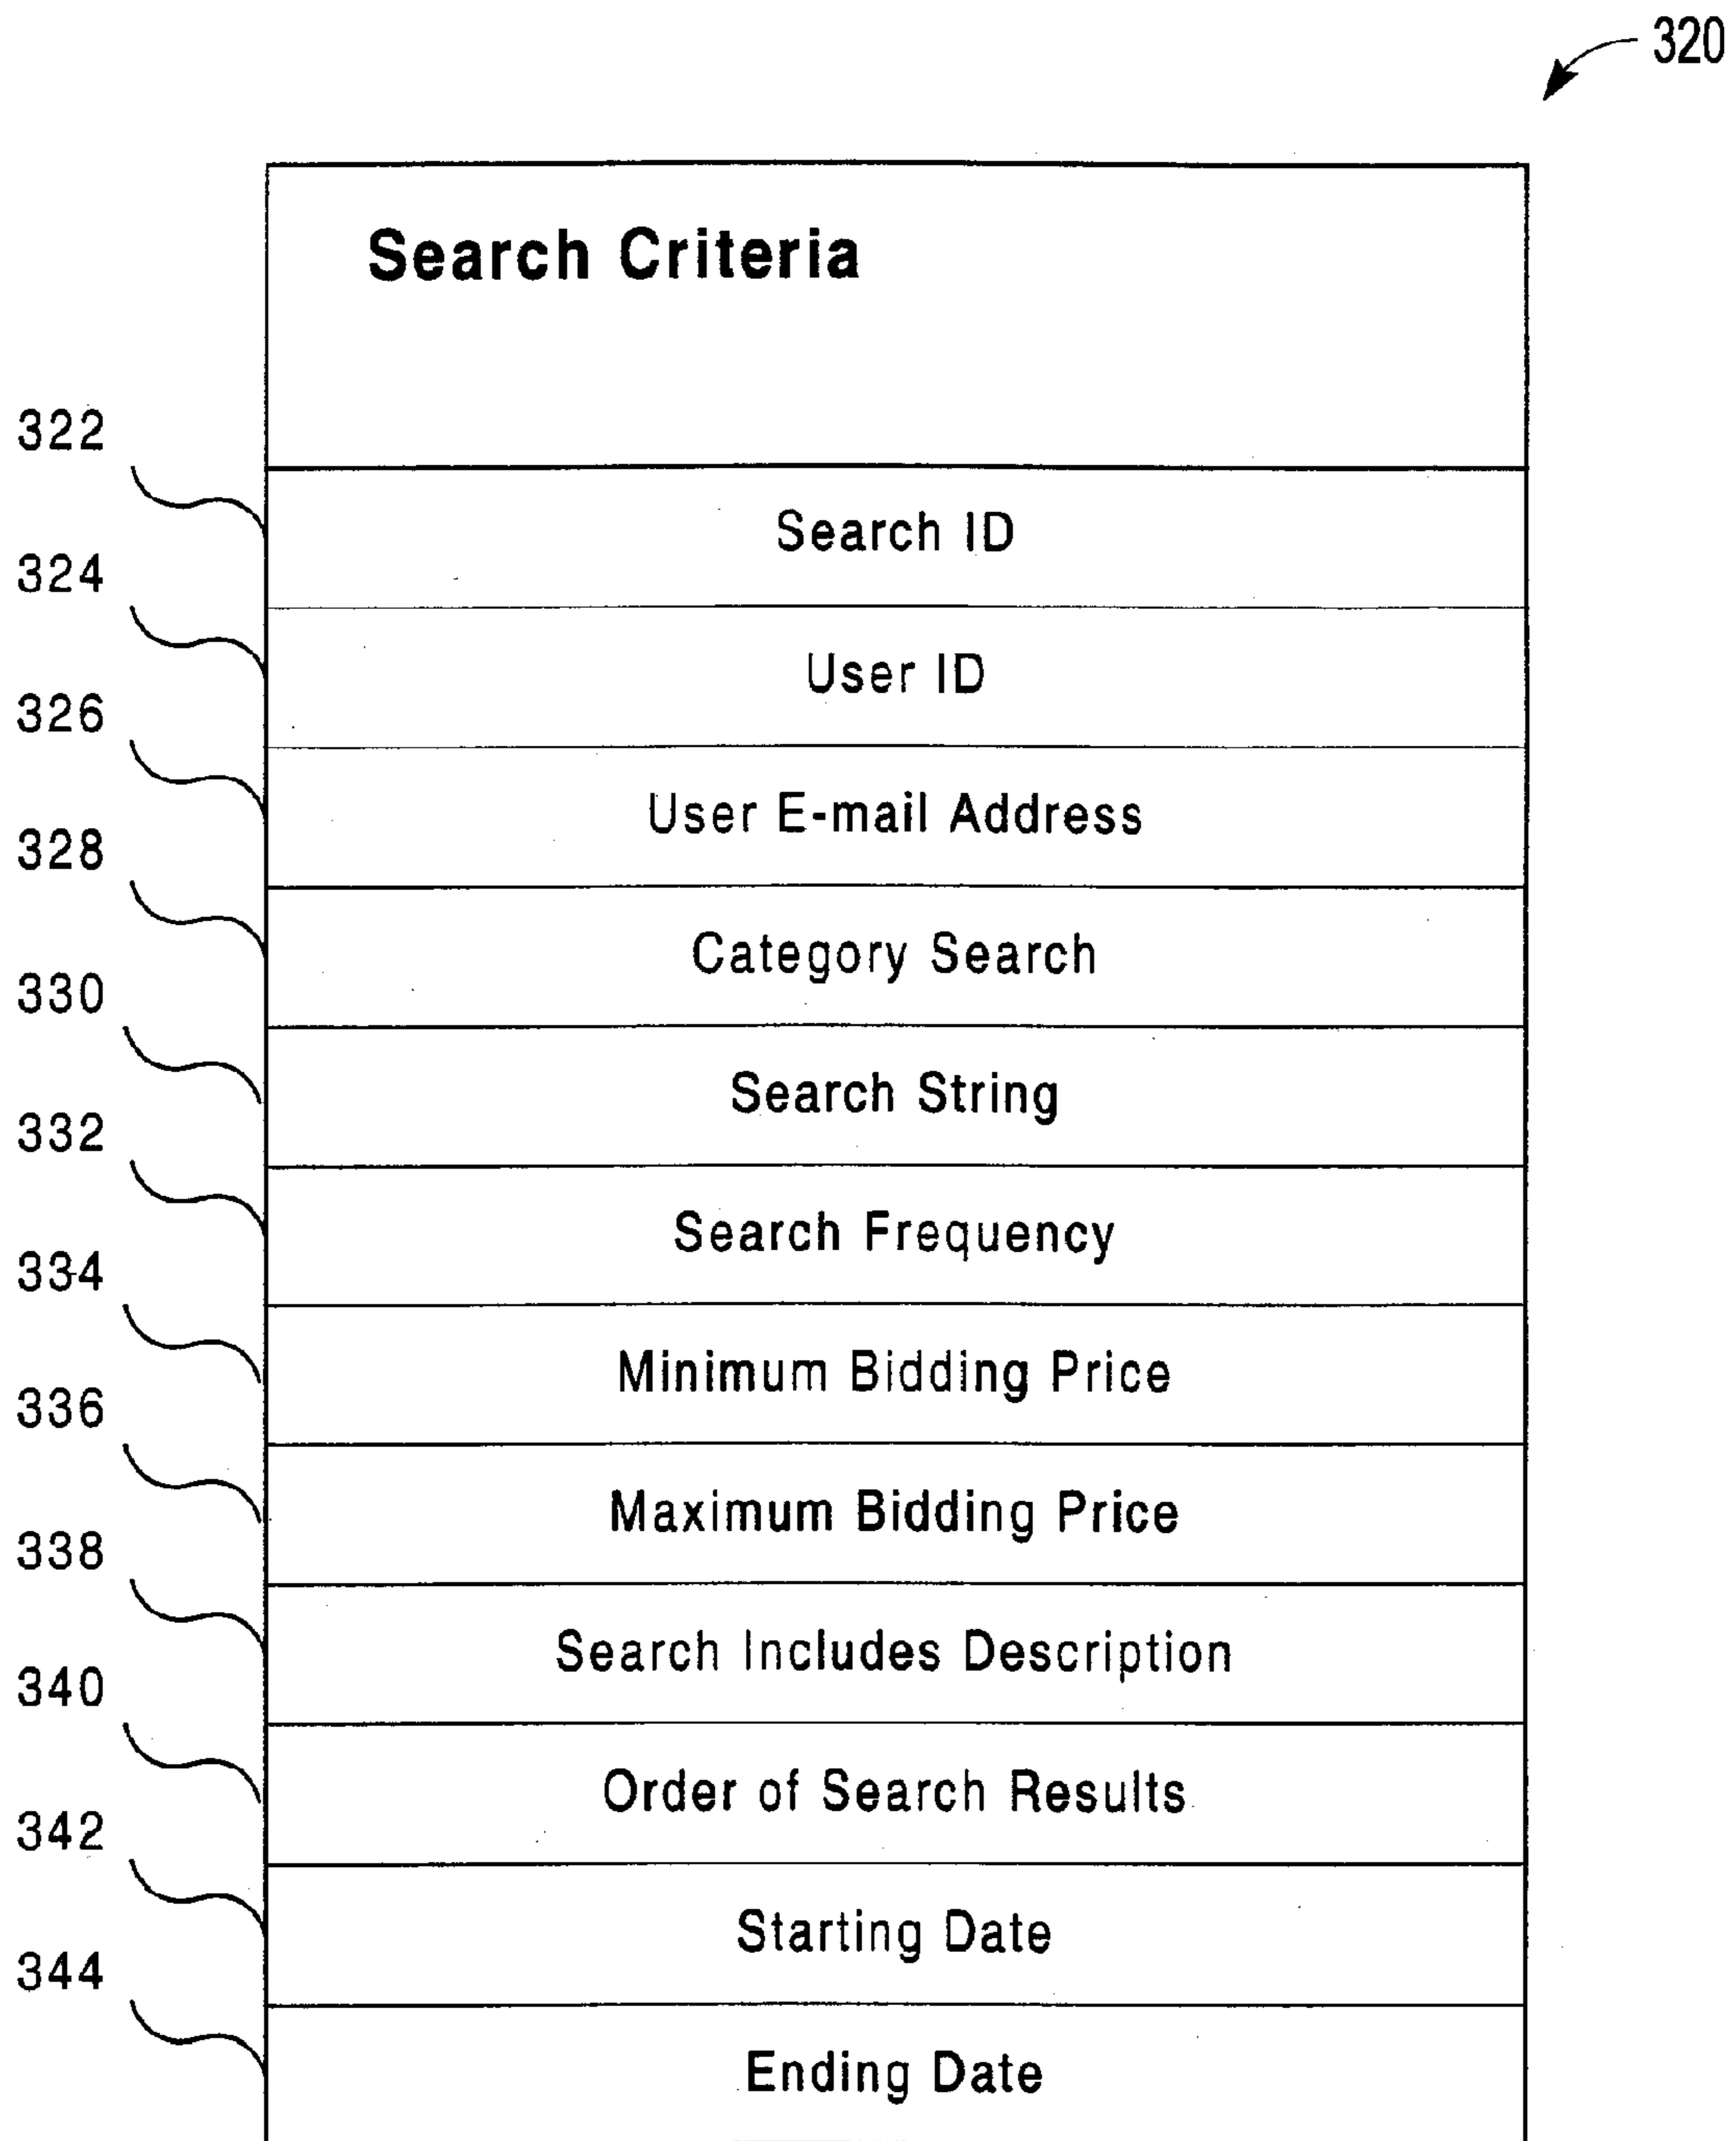 320
Search Criteria
322
Search ID
324
User ID
326
User E-mail Address
328
Category Search
330
Search String
332
Search Frequency
334
Minimum Bidding Price
336
Maximum Bidding Price
338
Search Includes Description
340
Order of Search Results
342
Starting Date
344
Ending Date